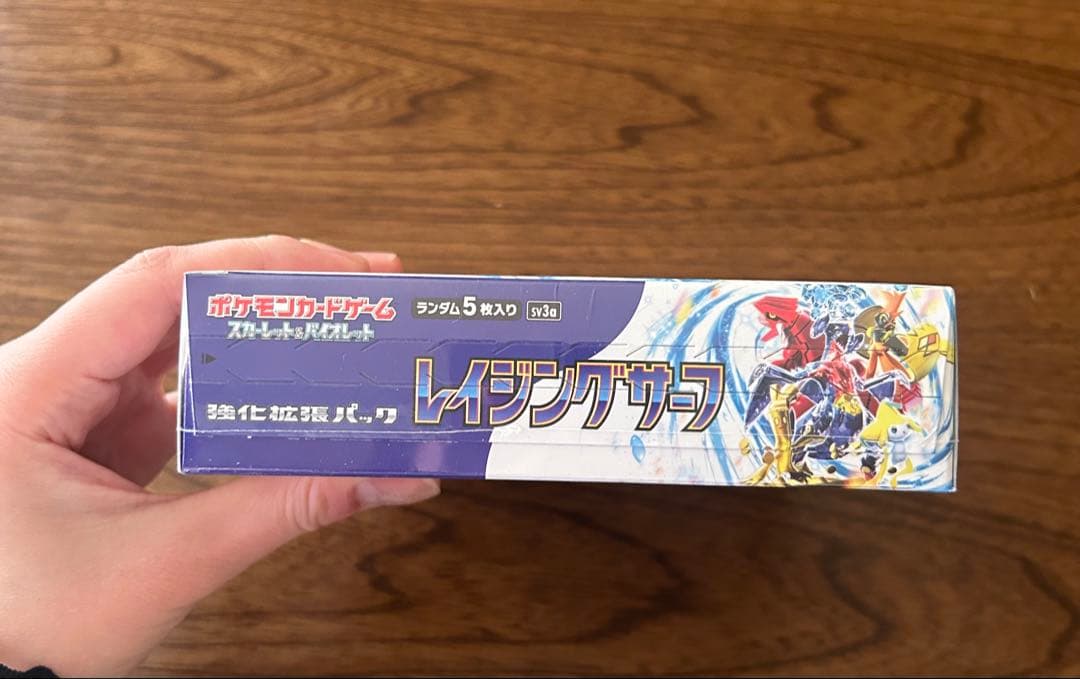 ポケモンカードゲーム
スカーレット&バイオレット
ランダム5枚入り
sv3a
強化拡張パック
レイジングサーフ